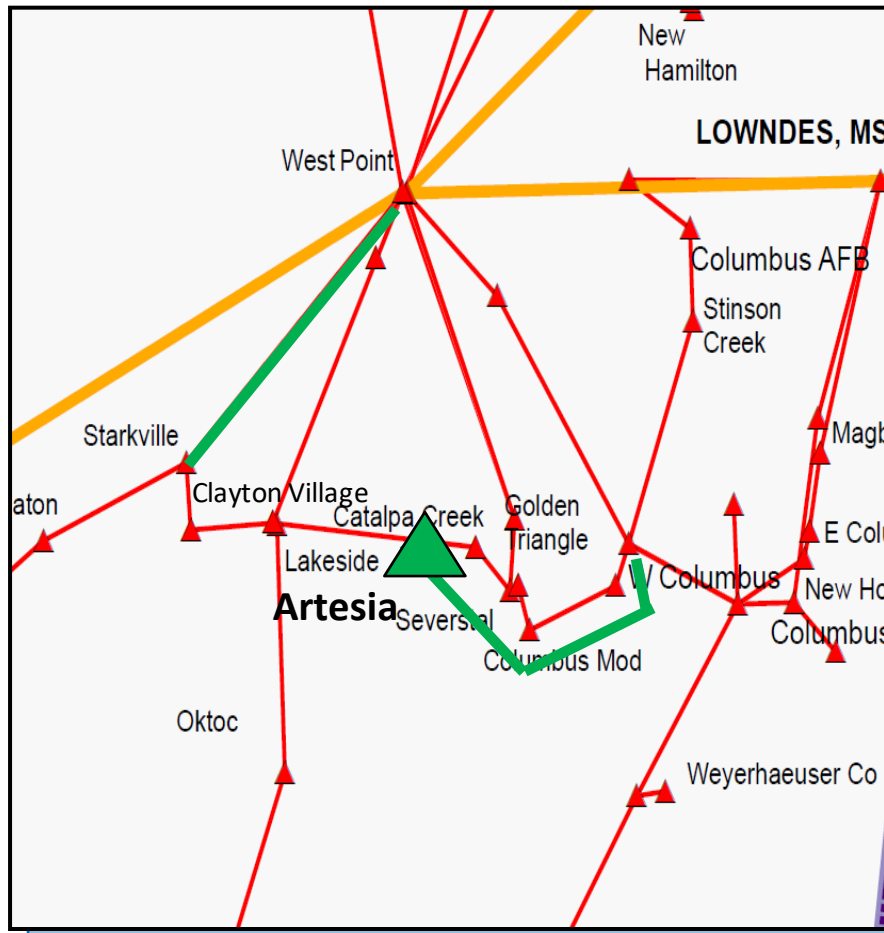 New
Hamilton
LOWNDES, MS
West Point
Columbus AFB
Stinson
Creek
Starkville
Magb
Clayton Village
aton
Catalpa Creek
Golden
Triangle
E Colu
Lakeside
W Columbus
New Ho
Artesia
Severstal
Columbus
Columbus Mod
Oktoc
Weyerhaeuser Co